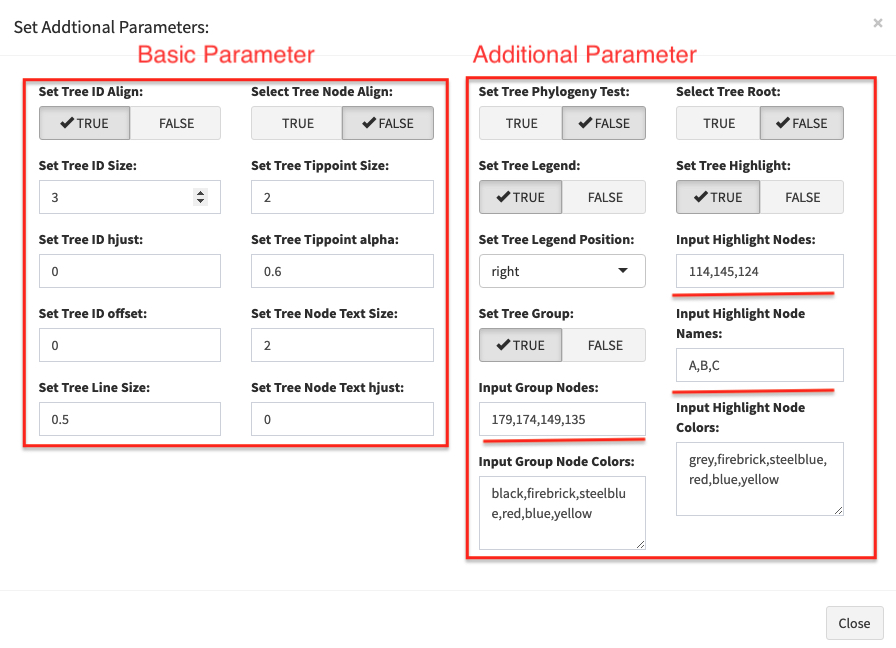 Set Addtional Parameters:
×
Basic Parameter
Additional Parameter
Set Tree ID Align:
TRUE
FALSE
Select Tree Node Align:
TRUE
FALSE
Set Tree ID Size:
3
Set Tree Tippoint Size:
2
Set Tree ID hjust:
0
Set Tree Tippoint alpha:
0.6
Set Tree ID offset:
0
Set Tree Node Text Size:
2
Set Tree Line Size:
0.5
Set Tree Node Text hjust:
0
Set Tree Phylogeny Test:
TRUE
FALSE
Set Tree Legend:
TRUE
FALSE
Set Tree Legend Position:
right
Set Tree Group:
TRUE
FALSE
Input Group Nodes:
179,174,149,135
Input Group Node Colors:
black,firebrick,steelblu
e,red,blue,yellow
Select Tree Root:
TRUE
FALSE
Set Tree Highlight:
TRUE
FALSE
Input Highlight Nodes:
114,145,124
Input Highlight Node
Names:
A,B,C
Input Highlight Node
Colors:
grey,firebrick,steelblue,
red,blue,yellow
Close